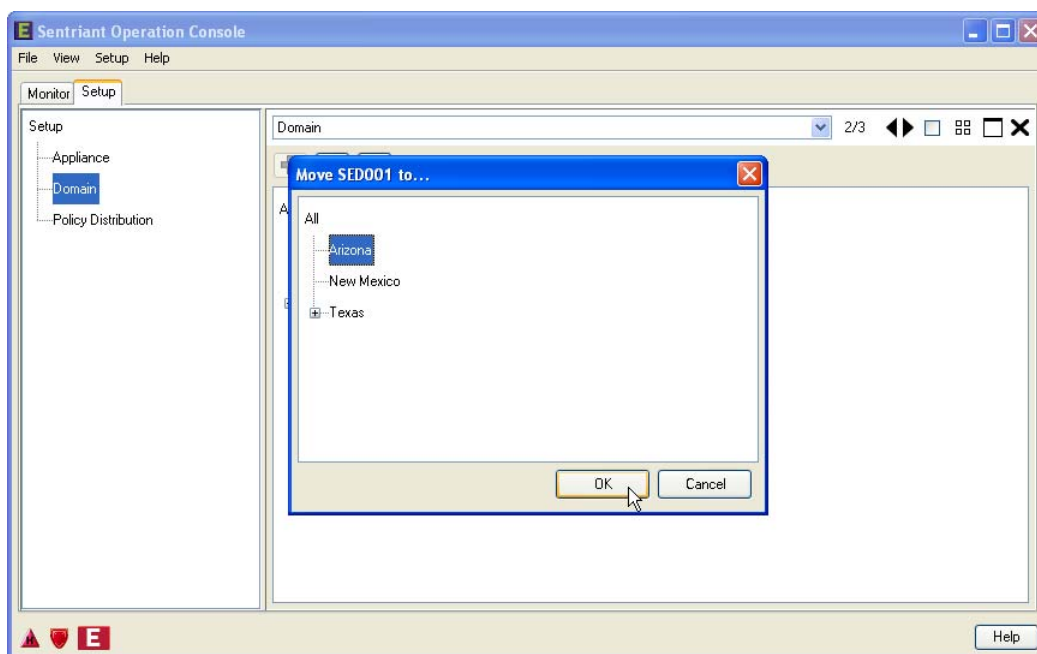 E Sentriant Operation Console
File View Setup Help
Monitor Setup
Setup
Appliance
Domain
Policy Distribution
Domain 2/3
Move SED001 to...
A
All
Arizona
New Mexico
Texas
OK Cancel
H E Help